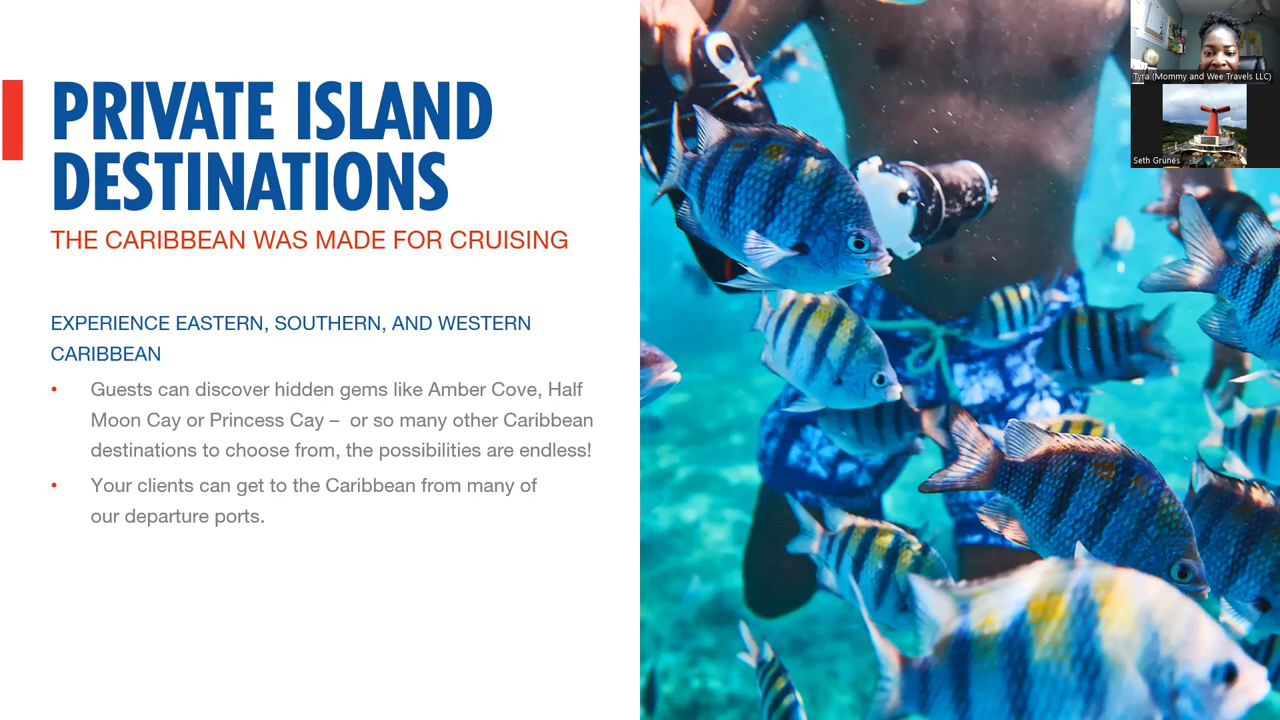 PRIVATE ISLAND
DESTINATIONS
THE CARIBBEAN WAS MADE FOR CRUISING
EXPERIENCE EASTERN, SOUTHERN, AND WESTERN
CARIBBEAN
• Guests can discover hidden gems like Amber Cove, Half
Moon Cay or Princess Cay – or so many other Caribbean
destinations to choose from, the possibilities are endless!
• Your clients can get to the Caribbean from many of
our departure ports.
Tyra (Mommy and Wee Travels LLC)
Seth Grunes